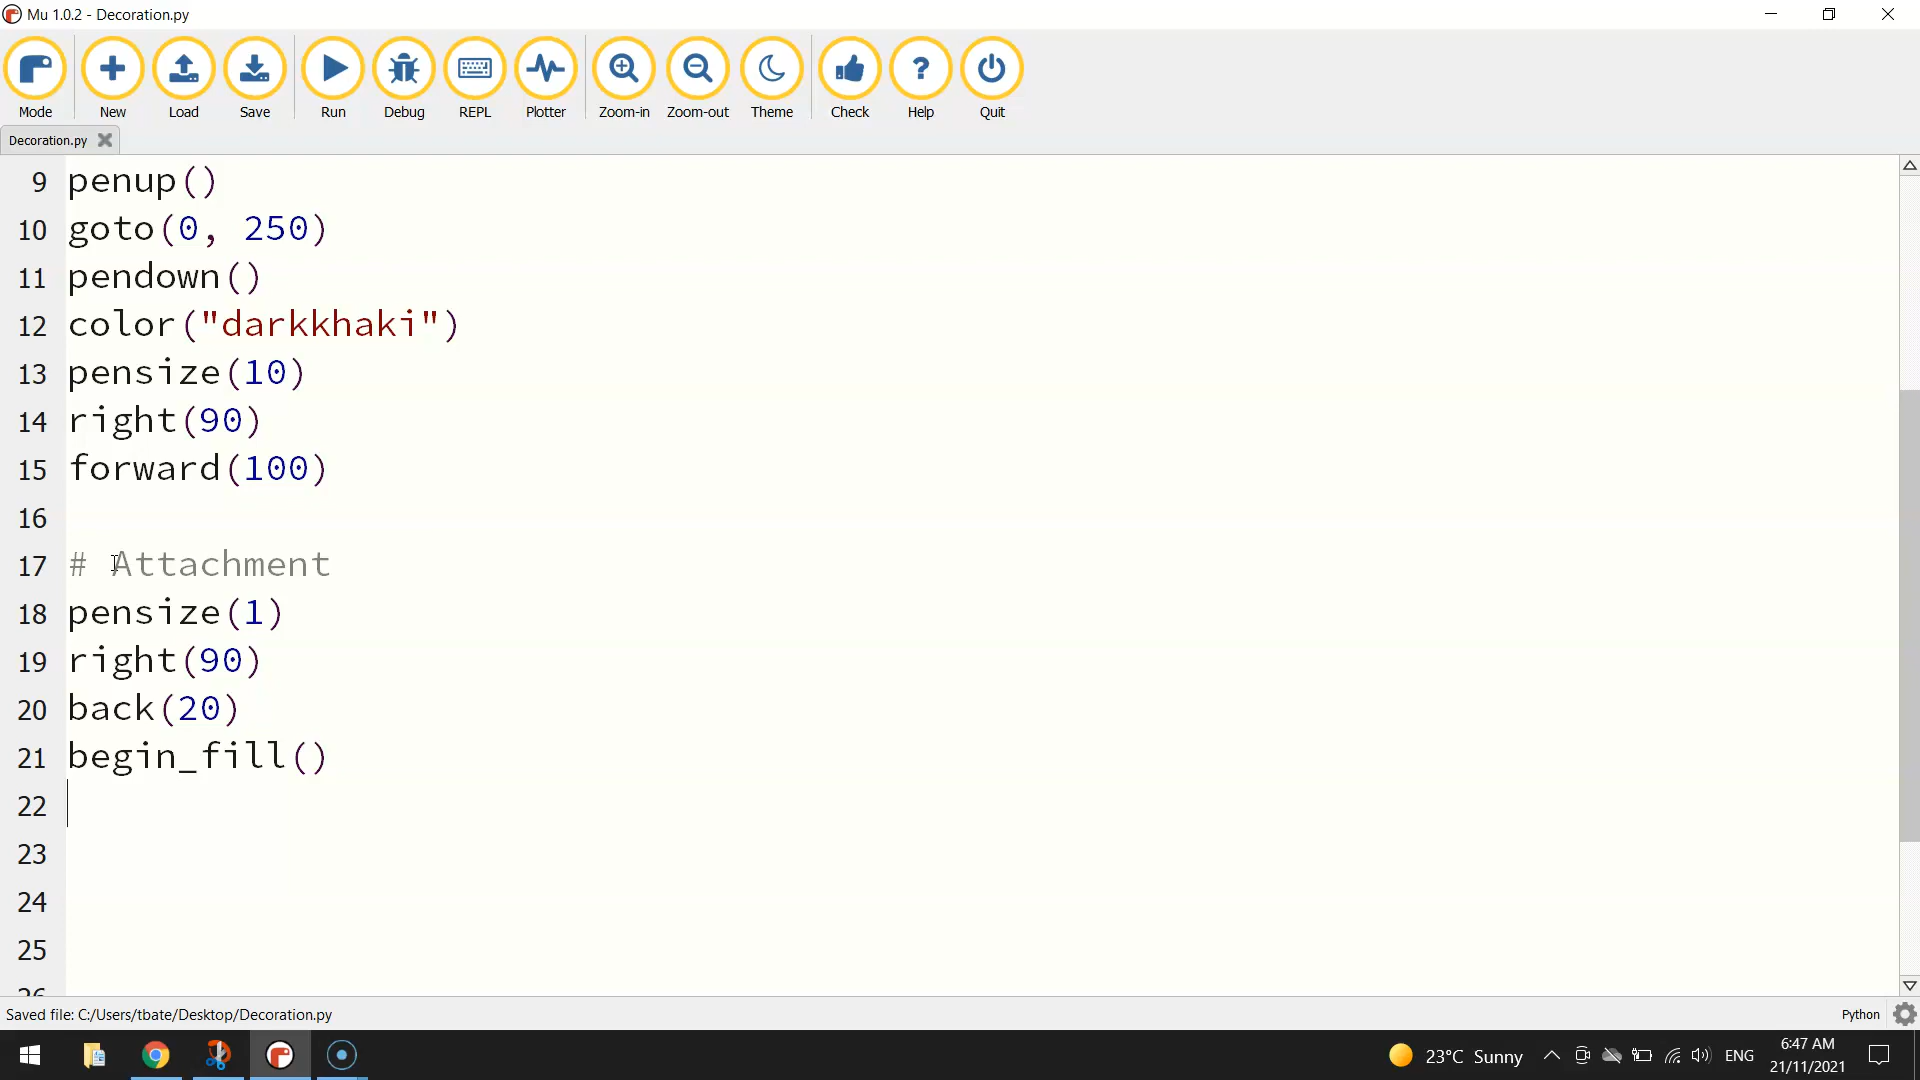 Mu 1.0.2 - Decoration.py
Mode New Load Save Run Debug REPL Plotter Zoom-in Zoom-out Theme Check Help Quit
Decoration.py
9 penup()
10 goto(0, 250)
11 pendown()
12 color("darkkhaki")
13 pensize(10)
14 right(90)
15 forward(100)
16
17 # Attachment
18 pensize(1)
19 right(90)
20 back(20)
21 begin_fill()
22
23
24
25
26
Saved file: C:/Users/tbate/Desktop/Decoration.py Python
23°C Sunny ENG 6:47 AM
21/11/2021